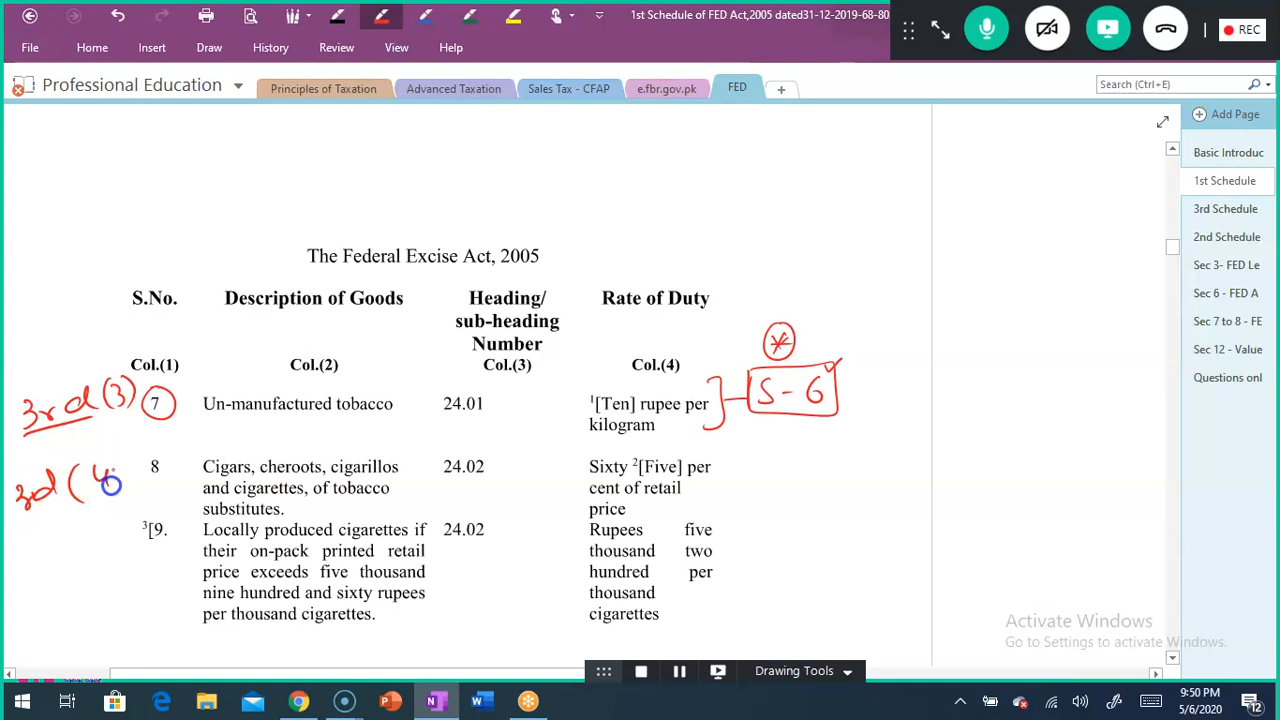 1st Schedule of FED Act,2005 dated31-12-2019-68-80
REC
File Home Insert Draw History Review View Help
Professional Education
Principles of Taxation Advanced Taxation Sales Tax - CFAP e.fbr.gov.pk FED
Search (Ctrl+E)
Add Page
Basic Introduc
1st Schedule
3rd Schedule
2nd Schedule
Sec 3- FED Le
Sec 6 - FED A
Sec 7 to 8 - FE
Sec 12 - Value
Questions onl
The Federal Excise Act, 2005
S.No. Description of Goods Heading/ Rate of Duty
sub-heading
Number
Col.(1) Col.(2) Col.(3) Col.(4)
3rd (3) 7 Un-manufactured tobacco 24.01 1[Ten] rupee per
kilogram
S - 6
3rd ( 4
8 Cigars, cheroots, cigarillos 24.02 Sixty 2[Five] per
and cigarettes, of tobacco cent of retail
substitutes. price
3[9. Locally produced cigarettes if 24.02 Rupees five
their on-pack printed retail thousand two
price exceeds five thousand hundred per
nine hundred and sixty rupees thousand
per thousand cigarettes. cigarettes
Activate Windows
Go to Settings to activate Windows.
Drawing Tools
9:50 PM
5/6/2020
12